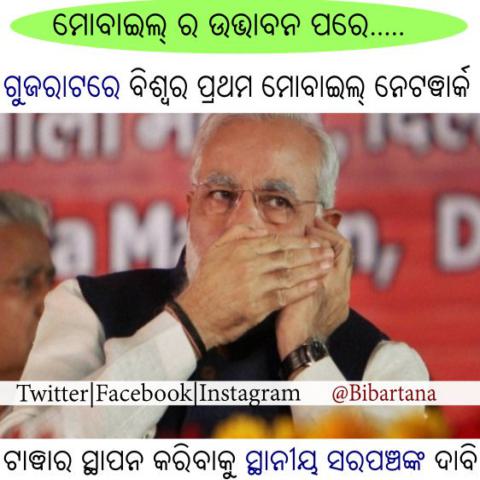 ମୋବାଇଲ୍ ର ଉଦ୍ଭାବନ ପରେ.....
ଗୁଜରାଟରେ ବିଶ୍ୱର ପ୍ରଥମ ମୋବାଇଲ୍ ନେଟୱାର୍କ
Twitter|Facebook|Instagram @Bibartana
ଟାୱାର ସ୍ଥାପନ କରିବାକୁ ସ୍ଥାନୀୟ ସରପଞ୍ଚଙ୍କ ଦାବି